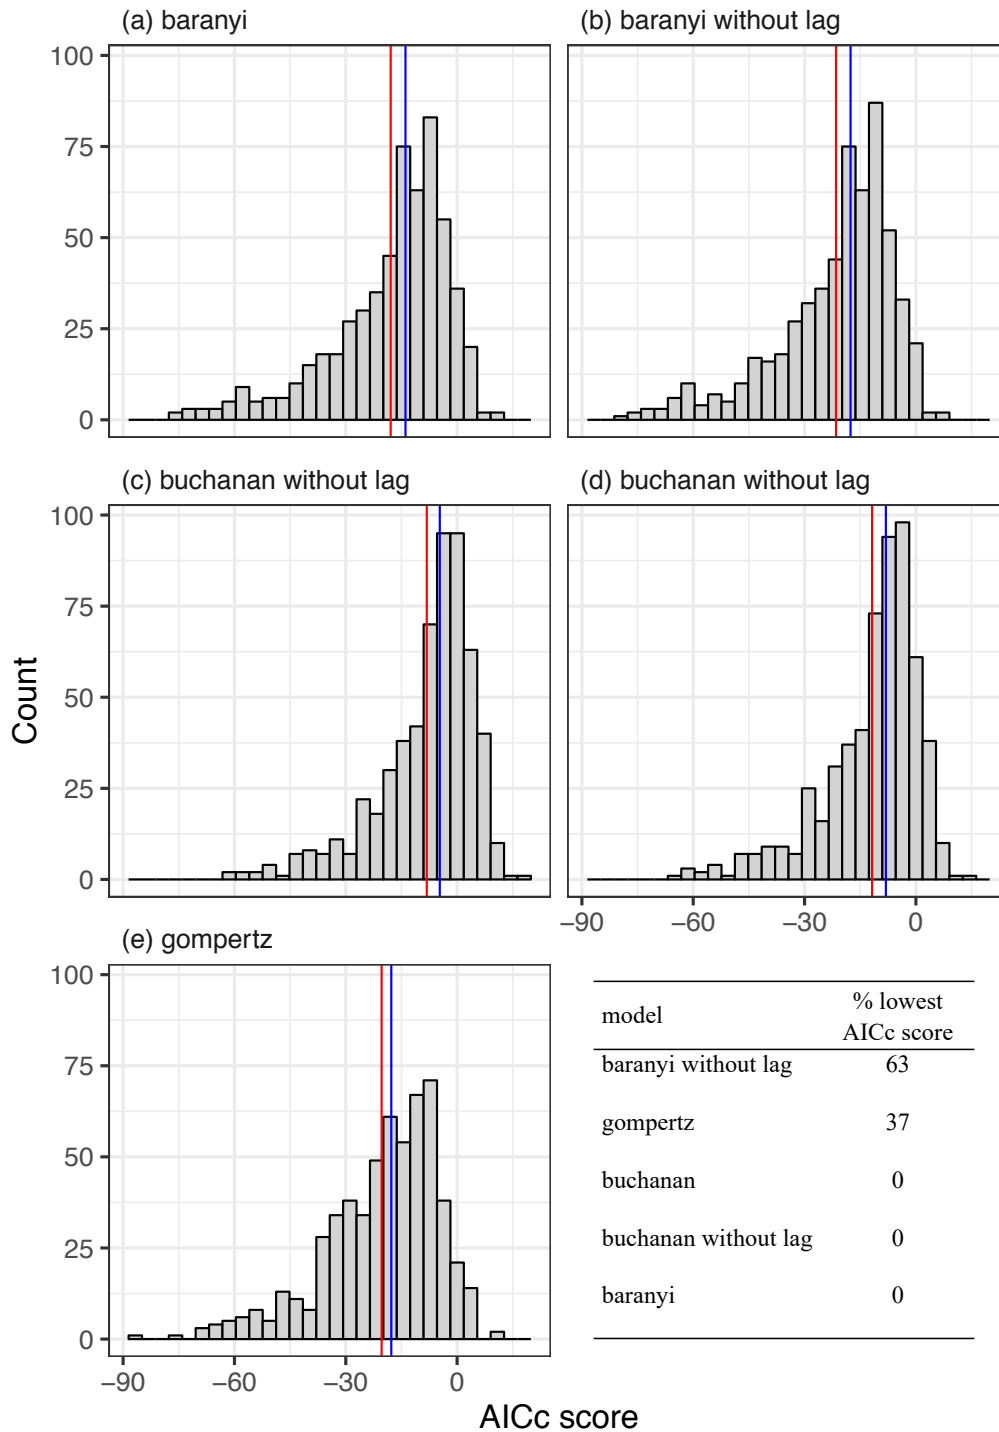 (a) baranyi
(b) baranyi without lag
100
75
50
25
0
(c) buchanan without lag
(d) buchanan without lag
100
75
50
25
0
−90 −60 −30 0
Count
(e) gompertz
100
75
50
25
0
−90 −60 −30 0
AICc score
model % lowest
AICc score
baranyi without lag 63
gompertz 37
buchanan 0
buchanan without lag 0
baranyi 0